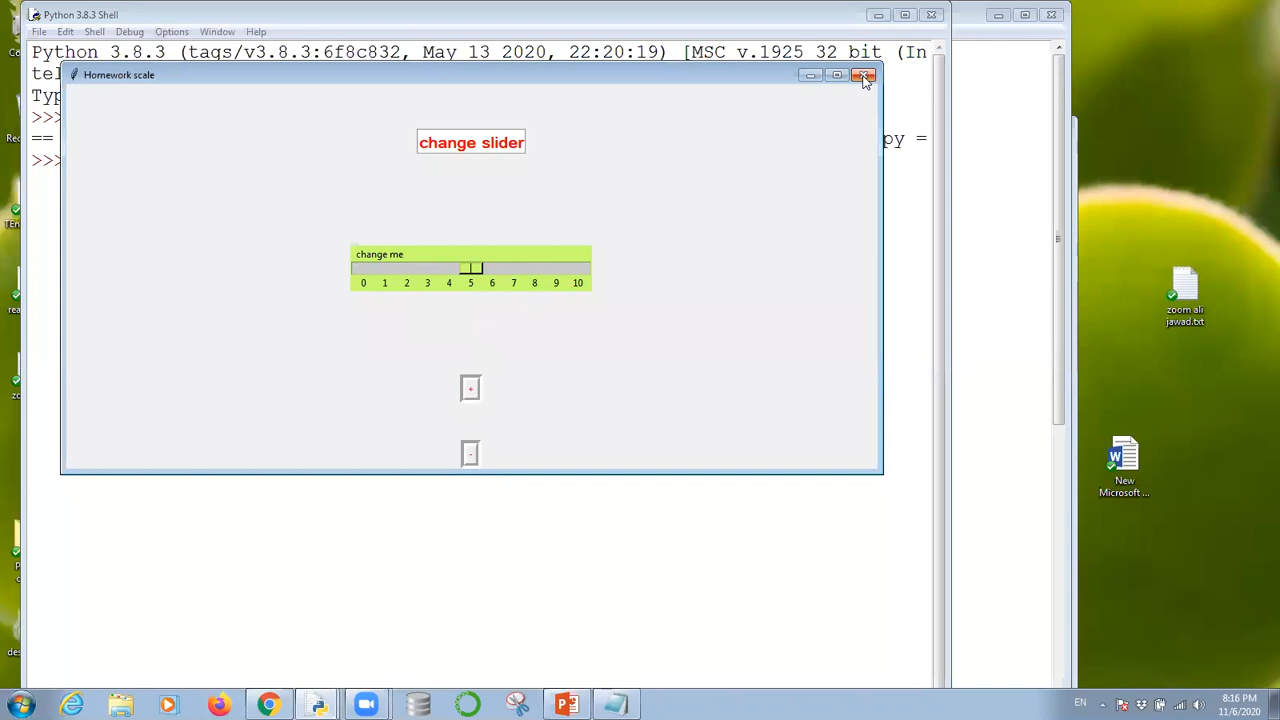 Python 3.8.3 Shell
File Edit Shell Debug Options Window Help
Python 3.8.3 (tags/v3.8.3:6f8c832, May 13 2020, 22:20:19) [MSC v.1925 32 bit (In
tel
Homework scale
Typ
>>>
==
py =
>>>
change slider
change me
0 1 2 3 4 5 6 7 8 9 10
+
-
zoom ali
jawad.txt
New
Microsoft ...
EN
8:16 PM
11/6/2020